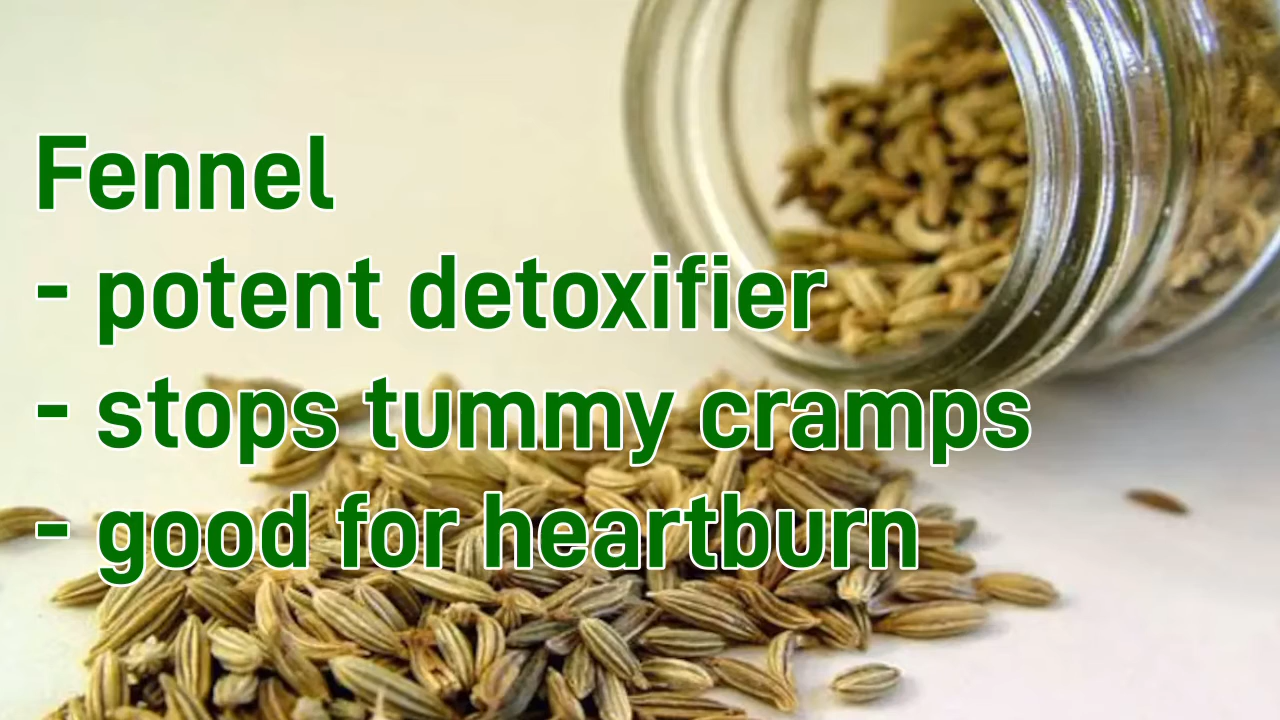 Fennel
- potent detoxifier
- stops tummy cramps
- good for heartburn